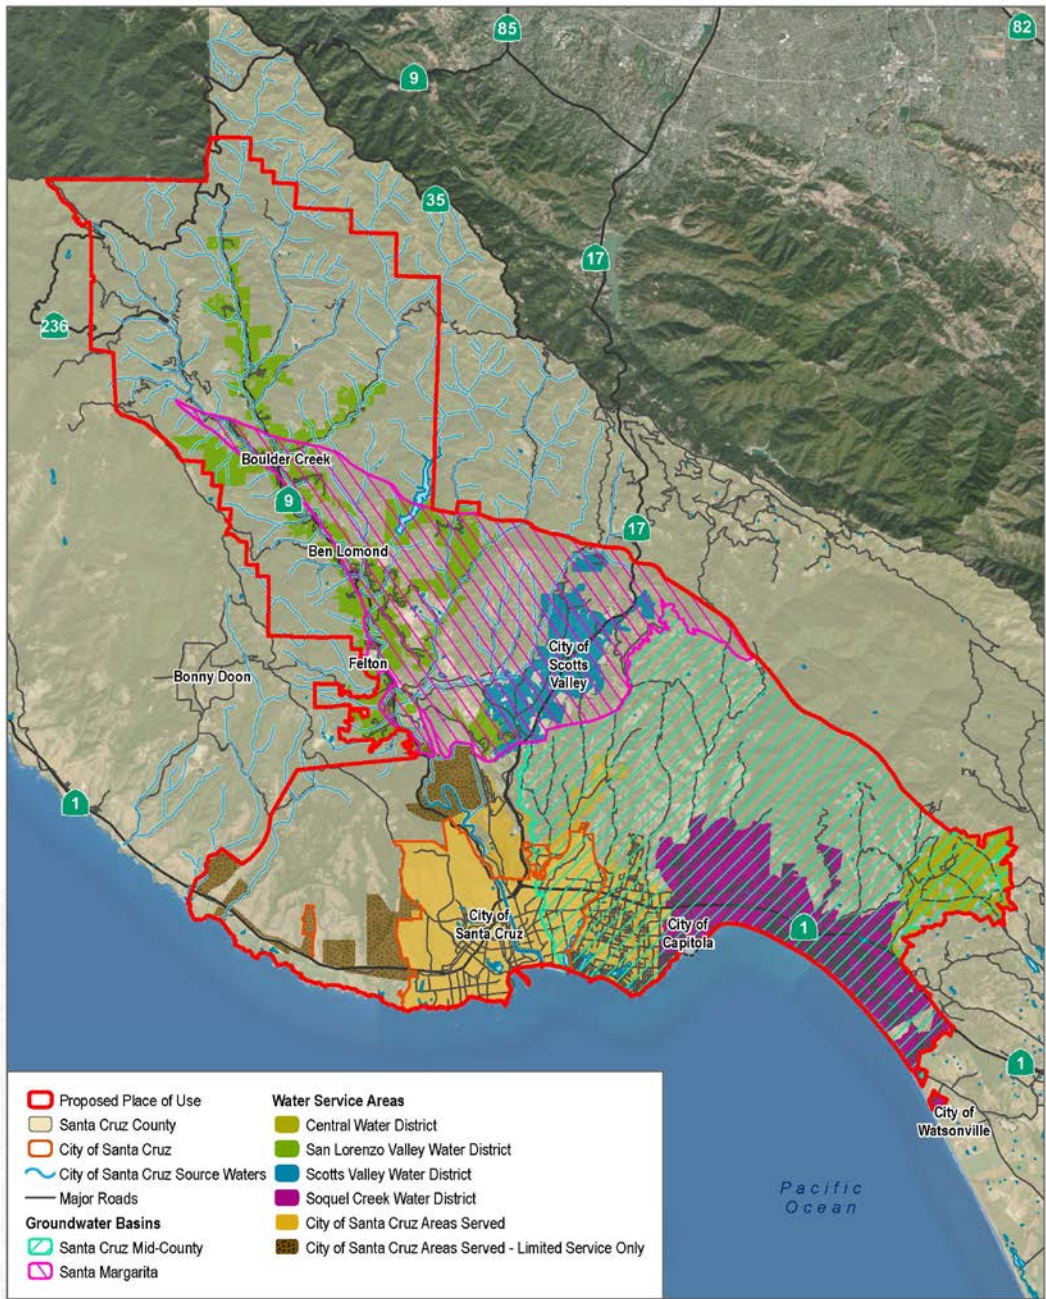 85
82
9
35
17
236
Boulder Creek
9
17
Ben Lomond
City of
Scotts
Valley
Felton
Bonny Doon
1
City of
Santa Cruz
City of
Capitola
1
1
City of
Watsonville
Pacific
Ocean
Proposed Place of Use
Santa Cruz County
City of Santa Cruz
City of Santa Cruz Source Waters
Major Roads
Groundwater Basins
Santa Cruz Mid-County
Santa Margarita
Water Service Areas
Central Water District
San Lorenzo Valley Water District
Scotts Valley Water District
Soquel Creek Water District
City of Santa Cruz Areas Served
City of Santa Cruz Areas Served - Limited Service Only